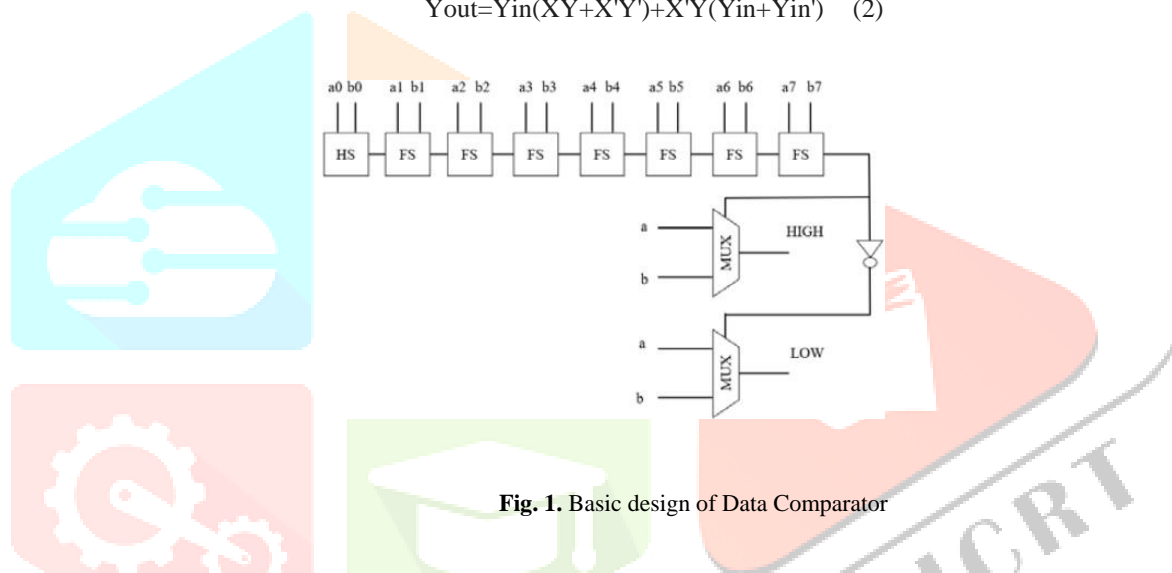 Yout=Yin(XY+X'Y')+X'Y(Yin+Yin') (2)
a0 b0 a1 b1 a2 b2 a3 b3 a4 b4 a5 b5 a6 b6 a7 b7
HS FS FS FS FS FS FS FS
a
MUX
HIGH
b
a
MUX
LOW
b
Fig. 1. Basic design of Data Comparator